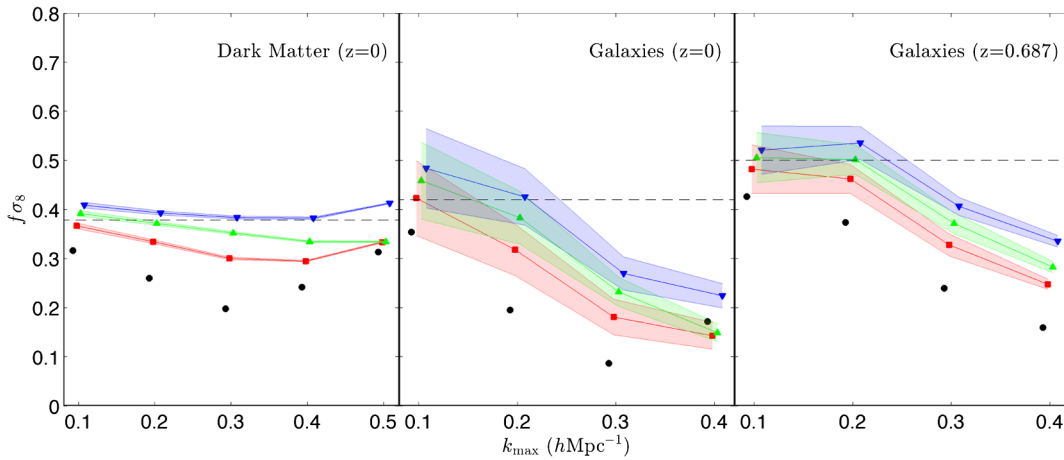 Dark Matter (z=0)
Galaxies (z=0)
Galaxies (z=0.687)
fσ₈
0.8
0.7
0.6
0.5
0.4
0.3
0.2
0.1
0
0.1 0.2 0.3 0.4 0.5
0.1 0.2 0.3 0.4
0.1 0.2 0.3 0.4
k_max (hMpc⁻¹)